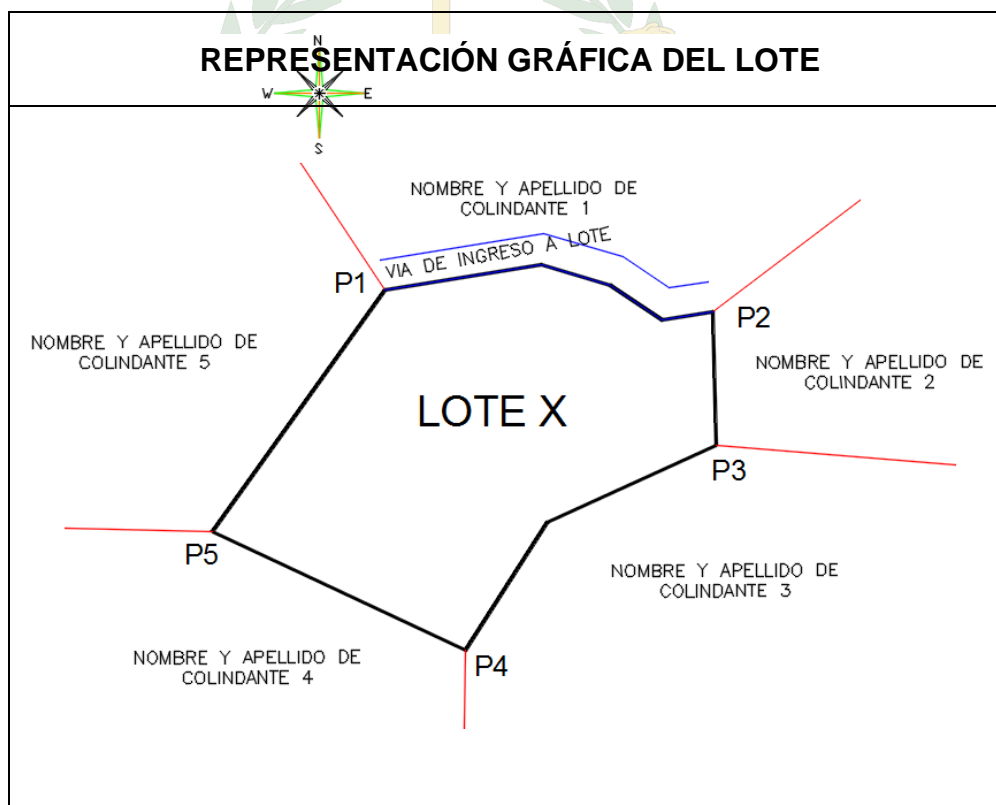 REPRESENTACIÓN GRÁFICA DEL LOTE
N
W
E
S
NOMBRE Y APELLIDO DE
COLINDANTE 1
VIA DE INGRESO A LOTE
P1
P2
NOMBRE Y APELLIDO DE
COLINDANTE 5
NOMBRE Y APELLIDO DE
COLINDANTE 2
LOTE X
P3
P5
NOMBRE Y APELLIDO DE
COLINDANTE 3
NOMBRE Y APELLIDO DE
COLINDANTE 4
P4